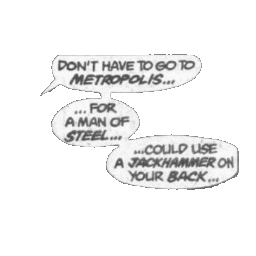 DON'T HAVE TO GO TO
METROPOLIS...
...FOR
A MAN OF
STEEL...
...COULD USE
A JACKHAMMER ON
YOUR BACK...